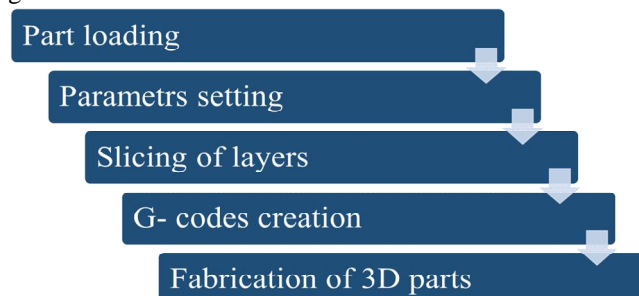 Part loading
Parametrs setting
Slicing of layers
G- codes creation
Fabrication of 3D parts